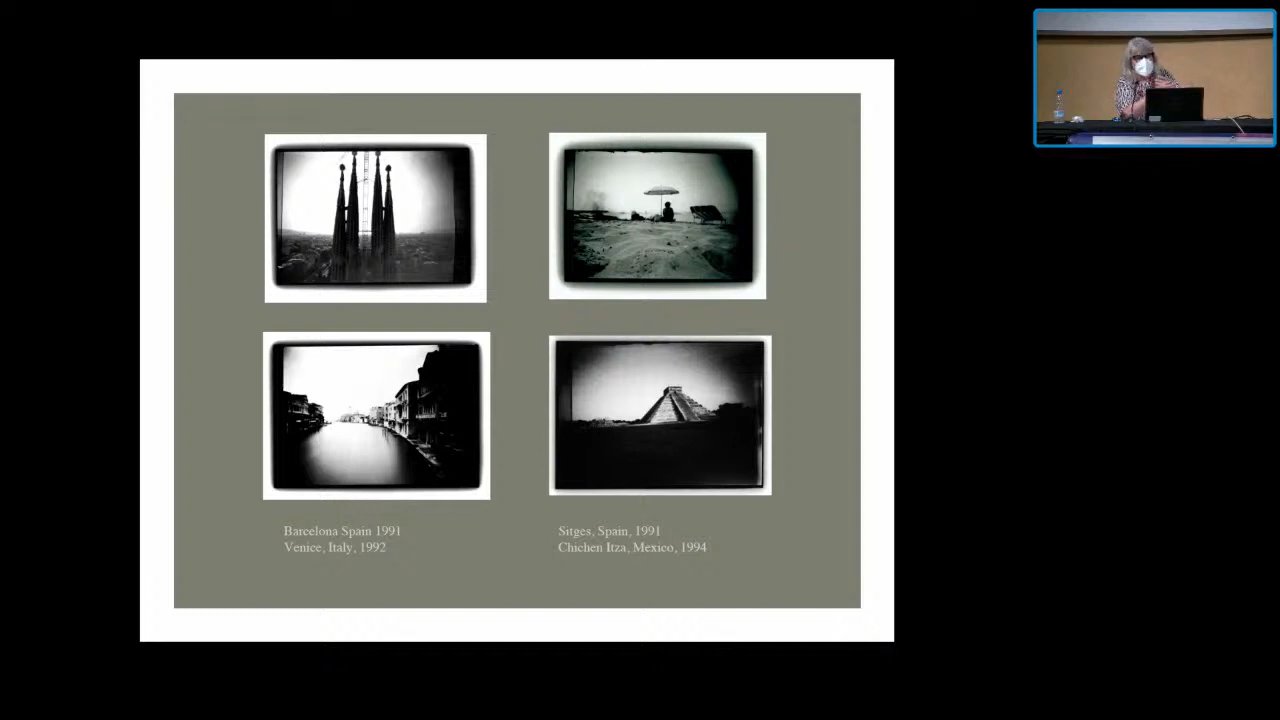 Barcelona Spain 1991
Venice, Italy, 1992
Sitges, Spain, 1991
Chichen Itza, Mexico, 1994